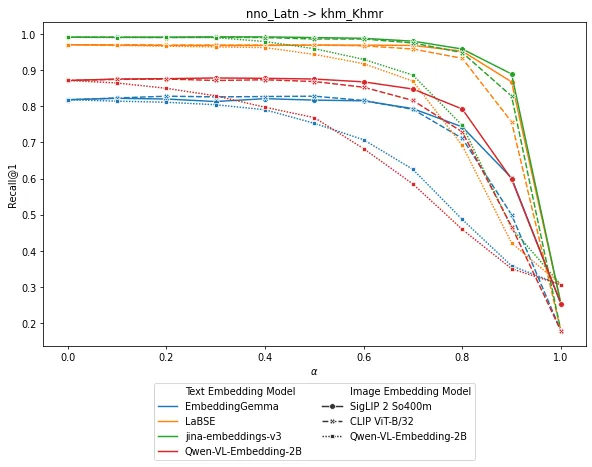 nno_Latn -> khm_Khmr
Recall@1
1.0
0.9
0.8
0.7
0.6
0.5
0.4
0.3
0.2
0.0 0.2 0.4 0.6 0.8 1.0
α
Text Embedding Model
EmbeddingGemma
LaBSE
jina-embeddings-v3
Qwen-VL-Embedding-2B
Image Embedding Model
SigLIP 2 So400m
CLIP ViT-B/32
Qwen-VL-Embedding-2B